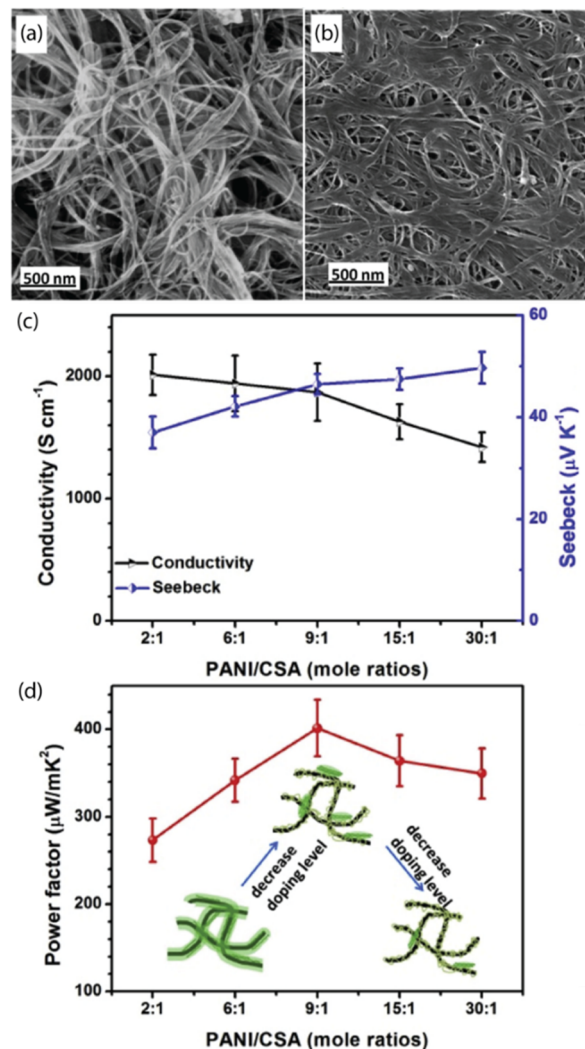 (a)
(b)
500 nm
500 nm
(c)
60
2000
40
1000
20
0
0
Conductivity (S cm⁻¹)
Seebeck (μV K⁻¹)
Conductivity
Seebeck
2:1 6:1 9:1 15:1 30:1
PANI/CSA (mole ratios)
(d)
400
300
200
100
Power factor (μW/mK²)
decrease
doping level
decrease
doping level
2:1 6:1 9:1 15:1 30:1
PANI/CSA (mole ratios)